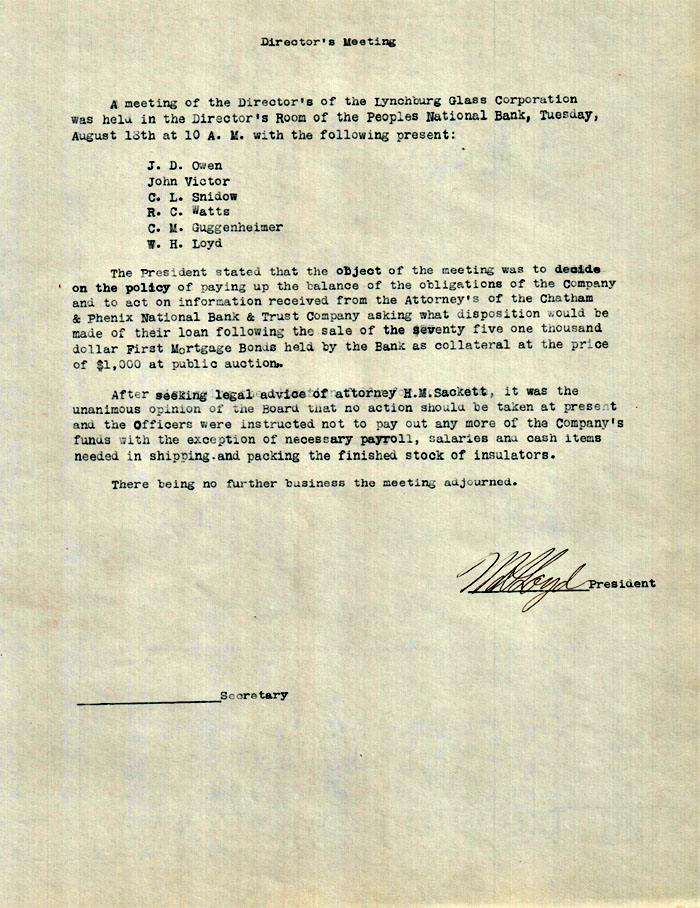 Director's Meeting
A meeting of the Director's of the Lynchburg Glass Corporation
was held in the Director's Room of the Peoples National Bank, Tuesday,
August 18th at 10 A. M. with the following present:
J. D. Owen
John Victor
C. L. Snidow
R. C. Watts
C. M. Guggenheimer
W. H. Loyd
The President stated that the object of the meeting was to decide
on the policy of paying up the balance of the obligations of the Company
and to act on information received from the Attorney's of the Chatham
& Phenix National Bank & Trust Company asking what disposition would be
made of their loan following the sale of the seventy five one thousand
dollar First Mortgage Bonds held by the Bank as collateral at the price
of $1,000 at public auction.
After seeking legal advice of attorney H.M.Sackett, it was the
unanimous opinion of the Board that no action should be taken at present
and the Officers were instructed not to pay out any more of the Company's
funds with the exception of necessary payroll, salaries and cash items
needed in shipping.and packing the finished stock of insulators.
There being no further business the meeting adjourned.
W H Loyd President
Secretary